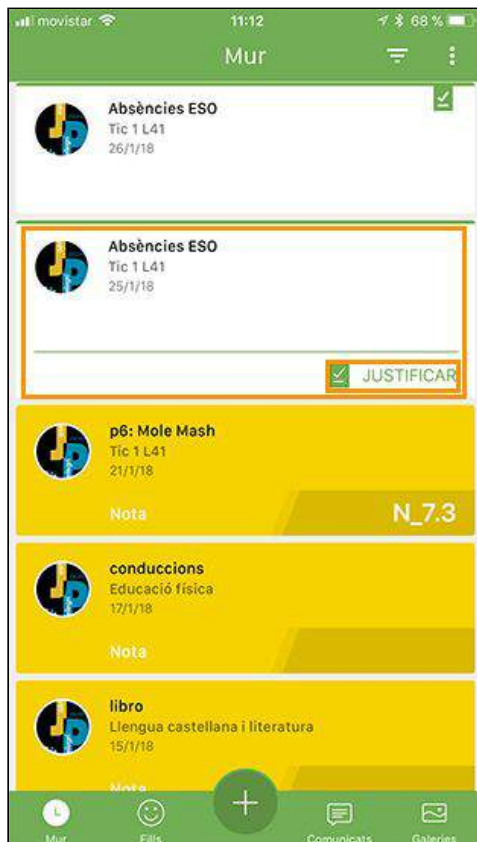 movistar 11:12 68 %
Mur
Absències ESO
Tic 1 L41
26/1/18
Absències ESO
Tic 1 L41
25/1/18
JUSTIFICAR
p6: Mole Mash
Tic 1 L41
21/1/18
Nota N_7.3
conduccions
Educació física
17/1/18
Nota
libro
Llengua castellana i literatura
15/1/18
Nota
+
Mur Fills Comunicats Galeries